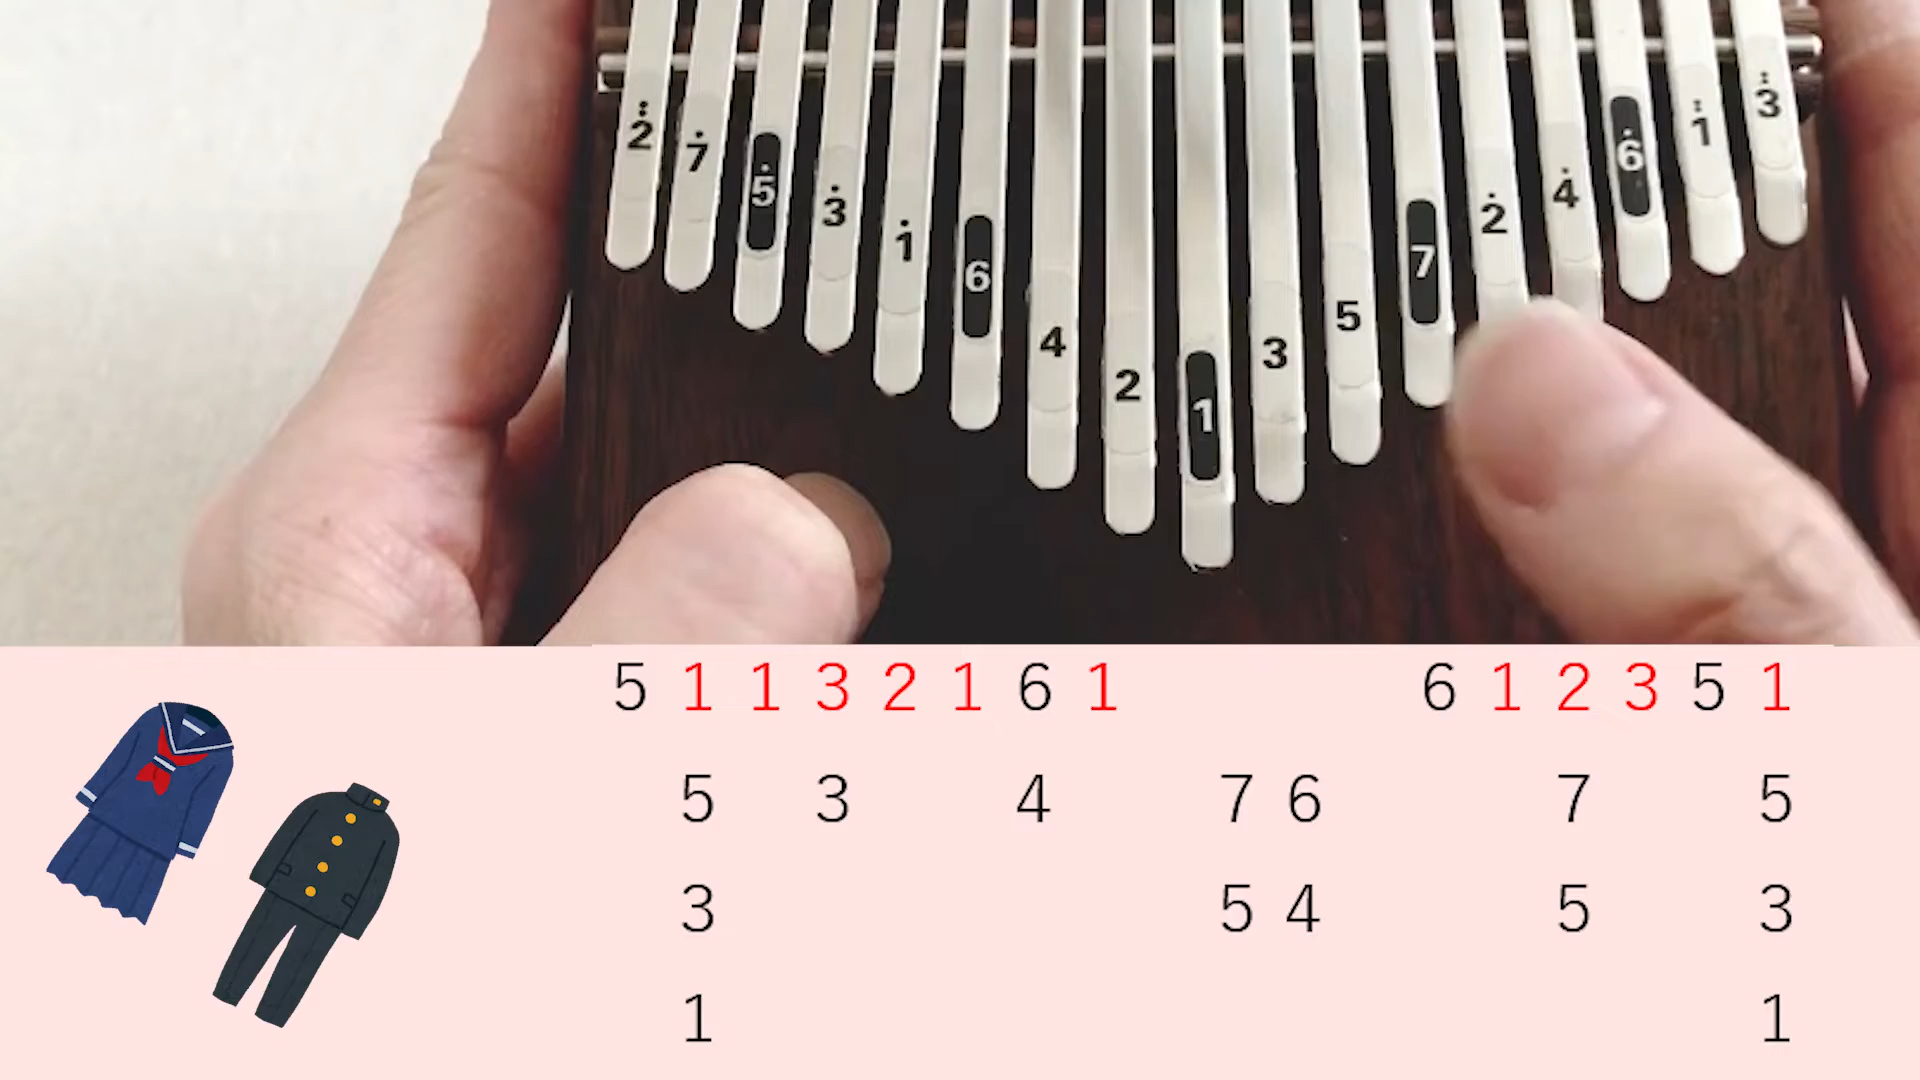 2̈ 7̇ 5̇ 3̇ 1̇ 6 4 2 1 3 5 7 2̇ 4̇ 6̇ 1̈ 3̈
5 1 1 3 2 1 6 1 6 1 2 3 5 1
5 3 4 7 6 7 5
3 5 4 5 3
1 1